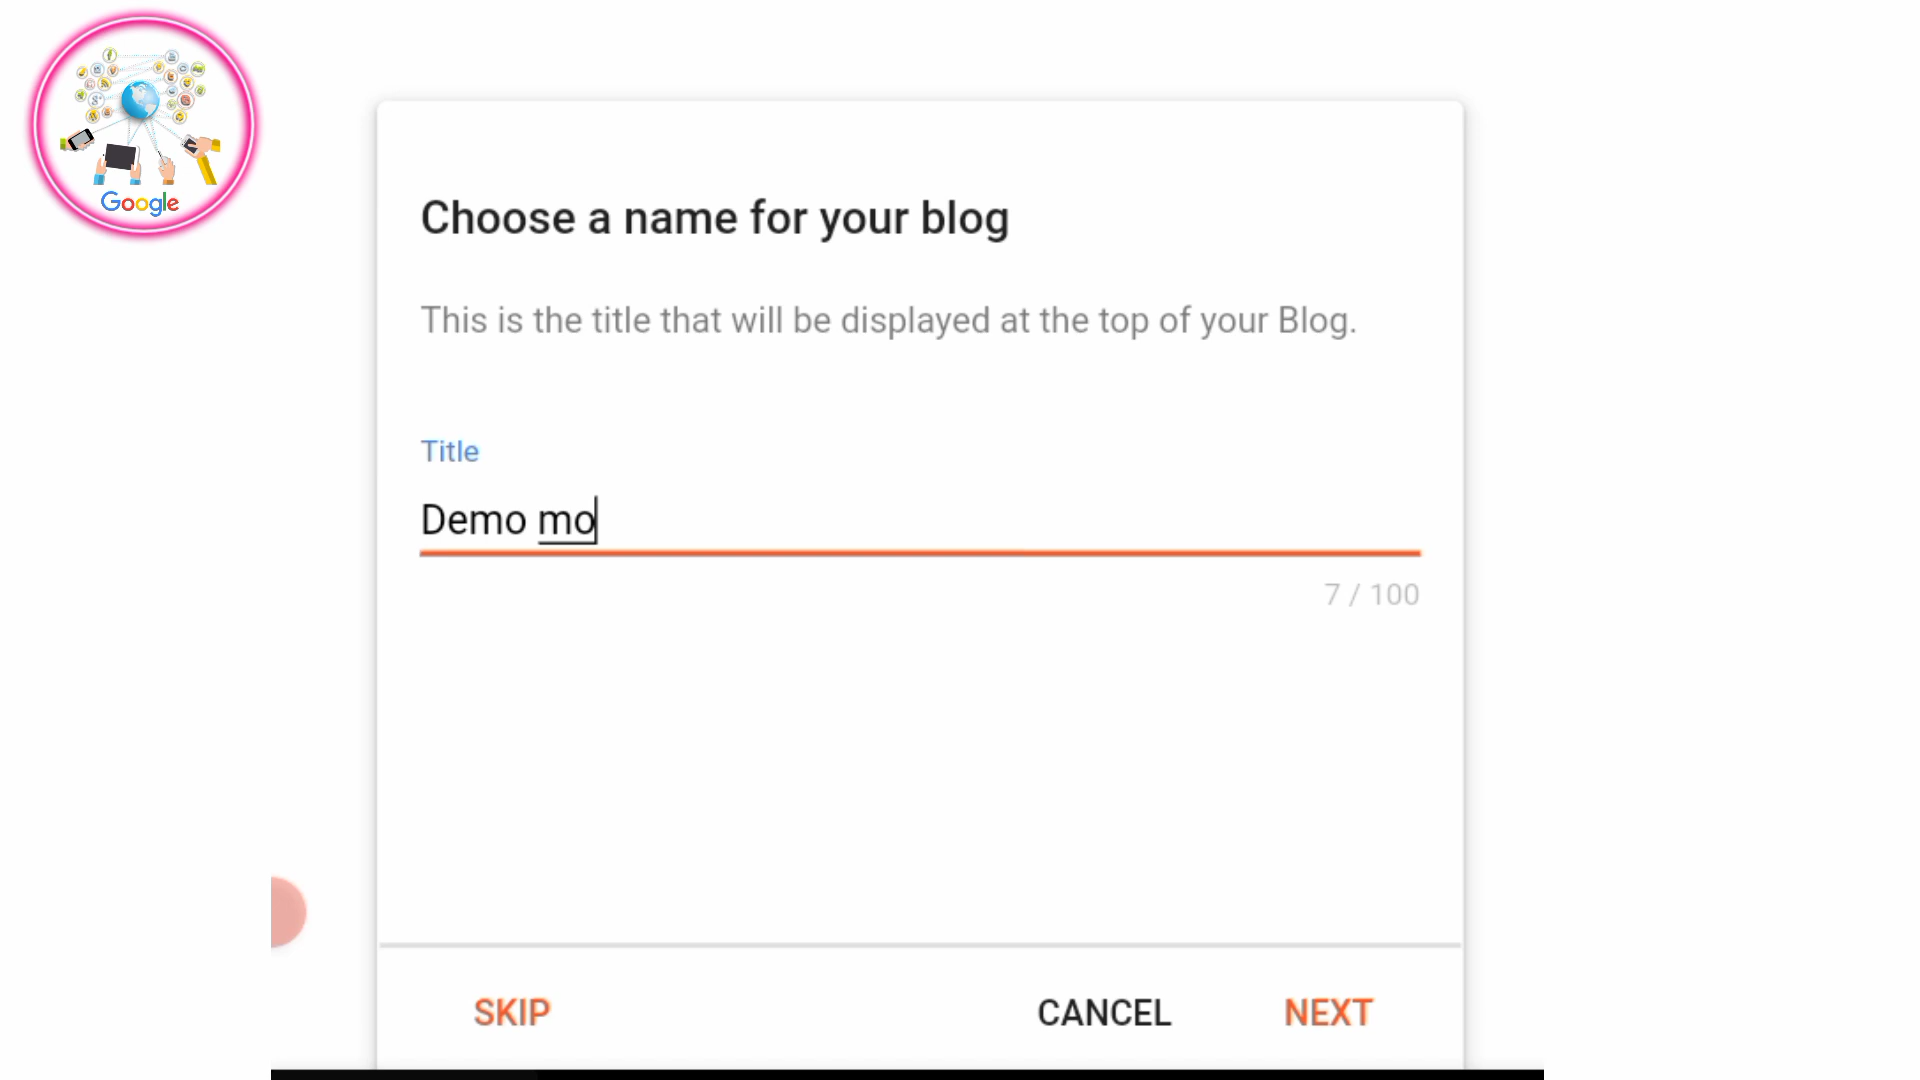 Google
Choose a name for your blog
This is the title that will be displayed at the top of your Blog.
Title
Demo mo
7 / 100
SKIP
CANCEL
NEXT